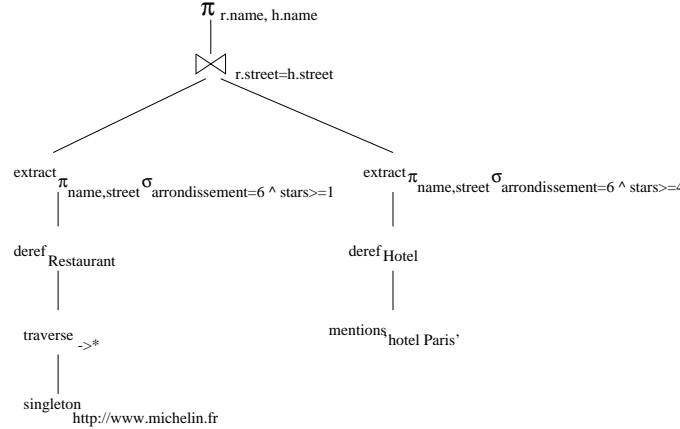 π r.name, h.name
r.street=h.street
extract π name,street σ arrondissement=6 ^ stars>=1
extract π name,street σ arrondissement=6 ^ stars>=4
deref Restaurant
deref Hotel
traverse ->*
mentions 'hotel Paris'
singleton http://www.michelin.fr